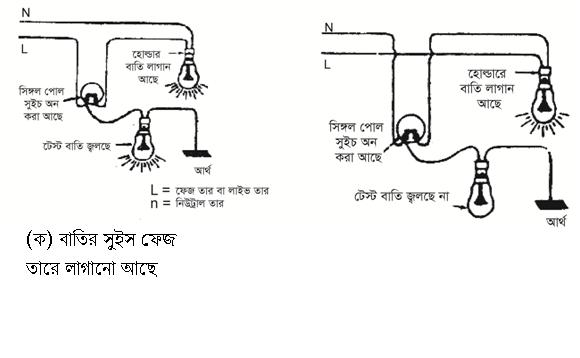 N
L
হোল্ডার
বাতি লাগান
আছে
সিঙ্গল পোল
সুইচ অন
করা আছে
টেস্ট বাতি জ্বলছে
আর্থ
L = ফেজ তার বা লাইভ তার
n = নিউট্রাল তার
(ক) বাতির সুইস ফেজ
তারে লাগানো আছে
N
L
হোল্ডারে
বাতি লাগান
আছে
সিঙ্গল পোল
সুইচ অন
করা আছে
টেস্ট বাতি জ্বলছে না
আর্থ